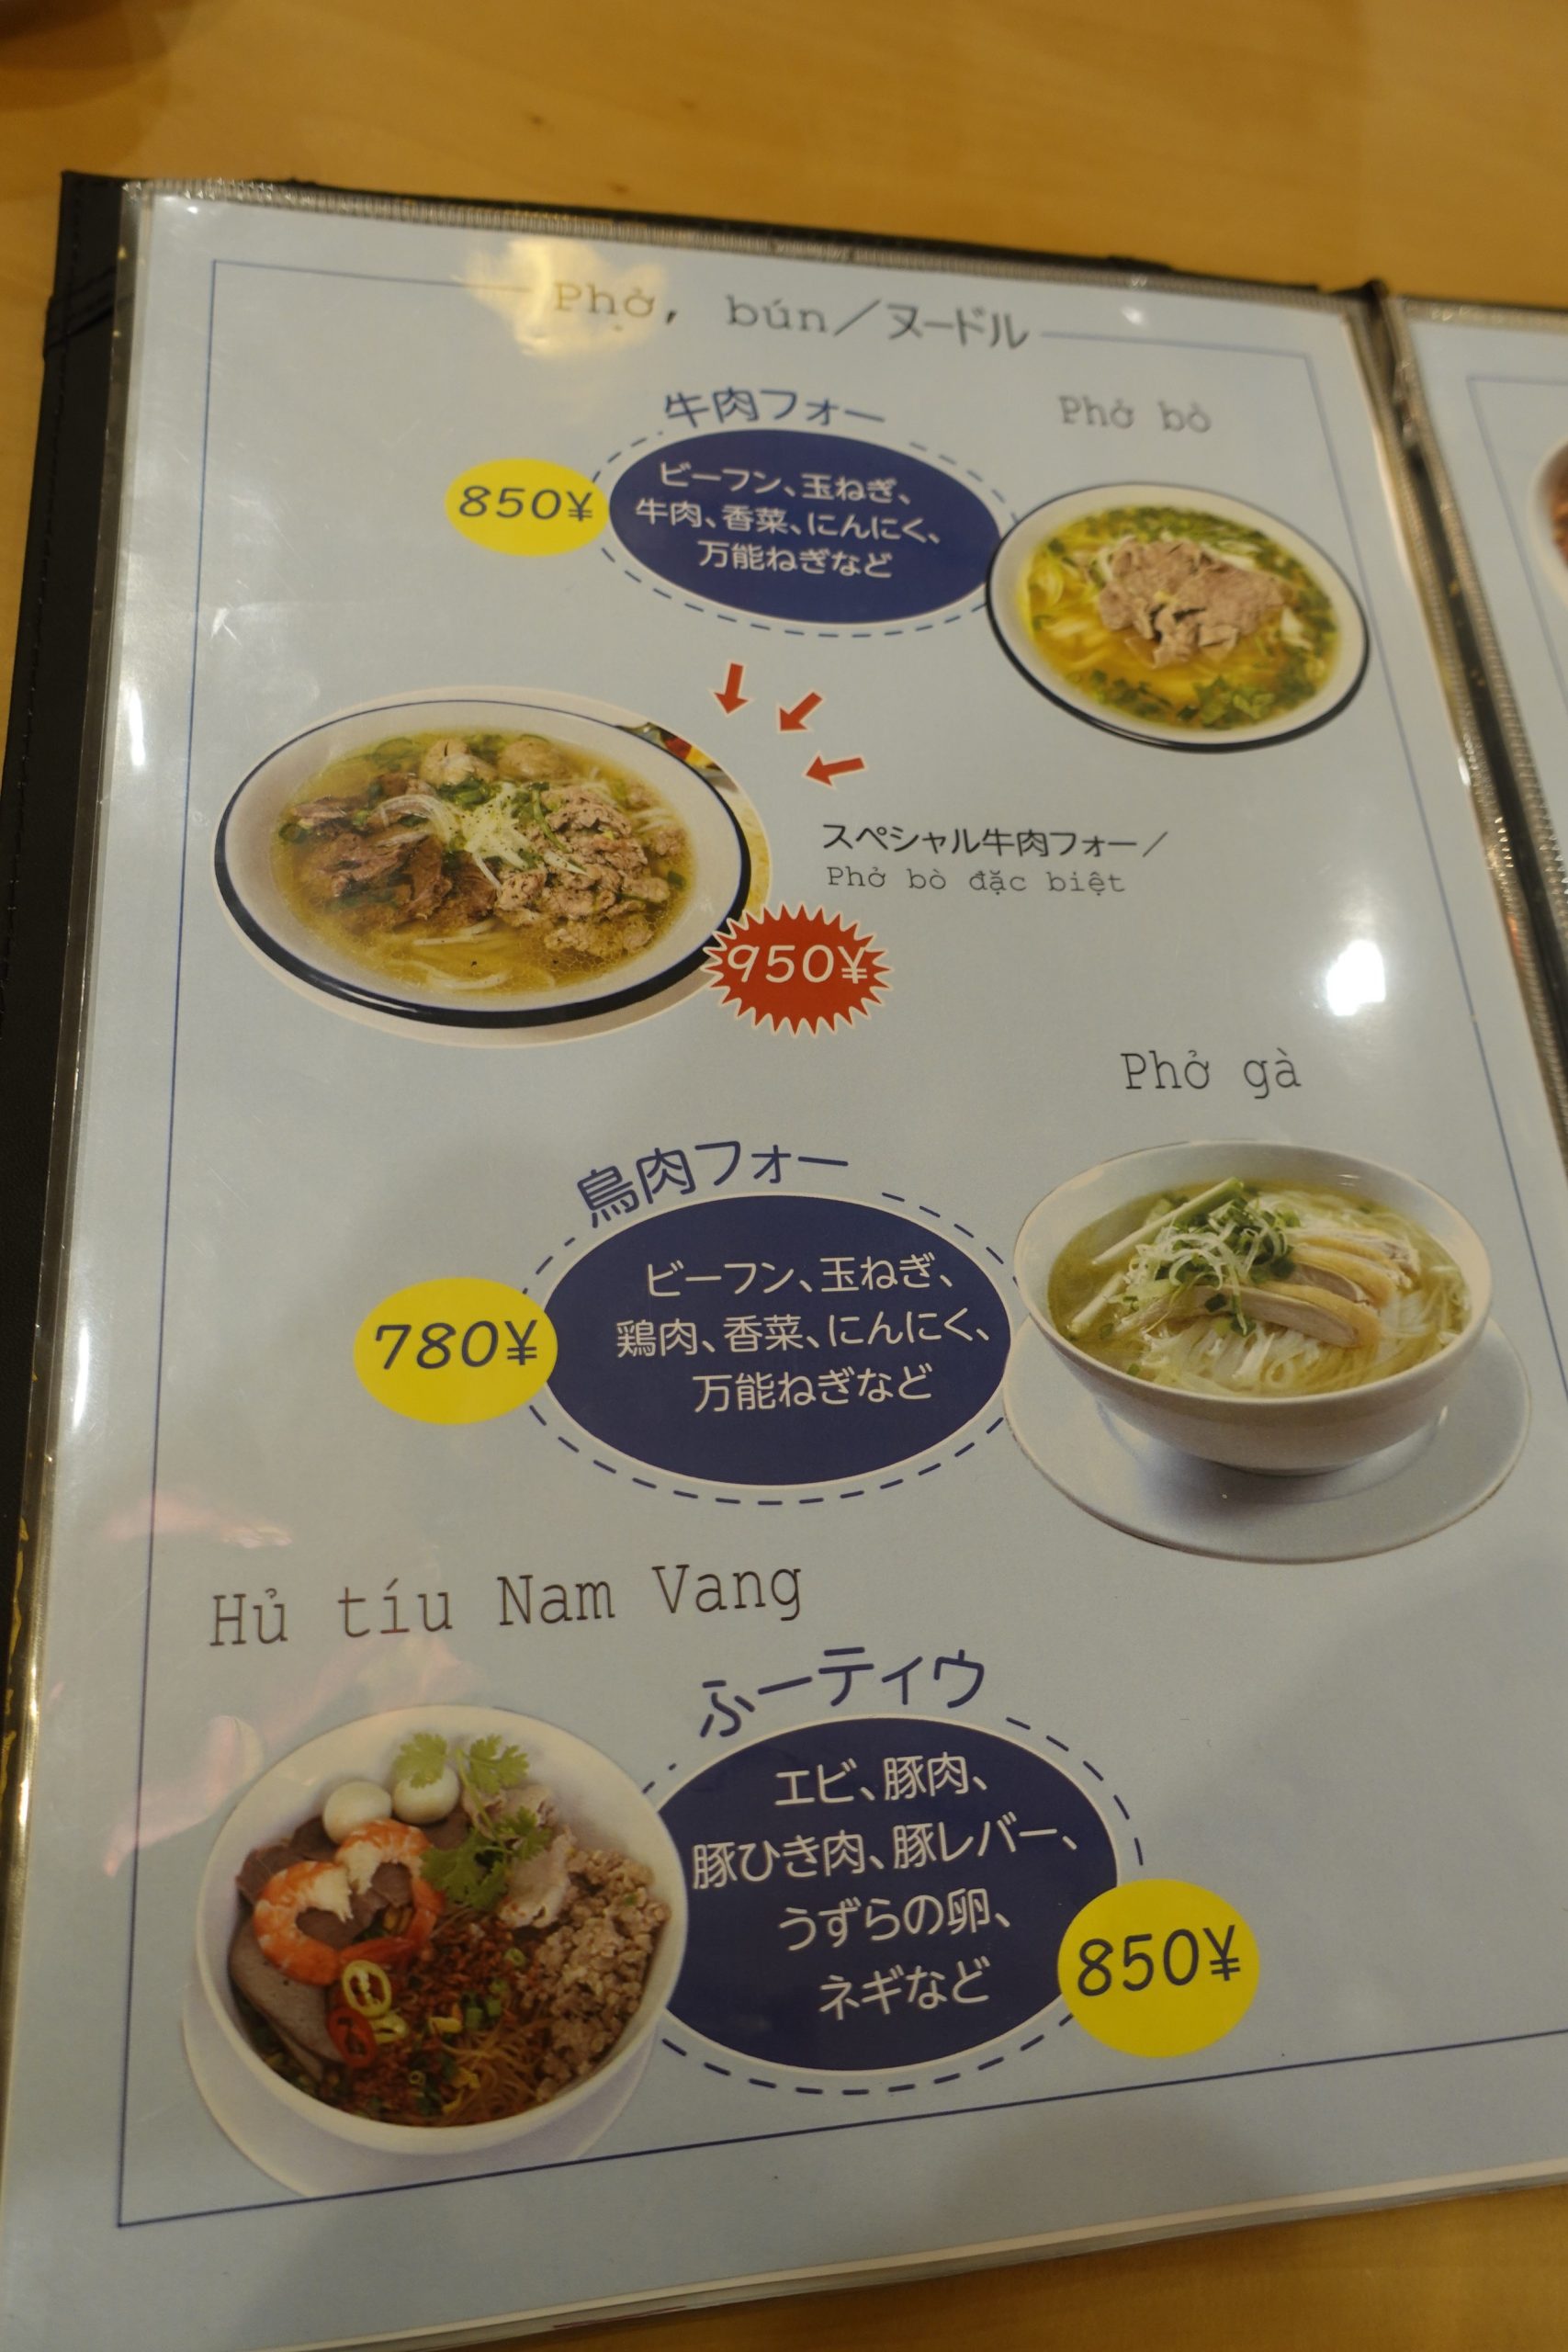 Phở, bún／ヌードル
牛肉フォー
Phở bò
850¥
ビーフン、玉ねぎ、
牛肉、香菜、にんにく、
万能ねぎなど
スペシャル牛肉フォー／
Phở bò đặc biệt
950¥
Phở gà
鳥肉フォー
780¥
ビーフン、玉ねぎ、
鶏肉、香菜、にんにく、
万能ねぎなど
Hủ tíu Nam Vang
ふーティウ
エビ、豚肉、
豚ひき肉、豚レバー、
うずらの卵、
ネギなど
850¥